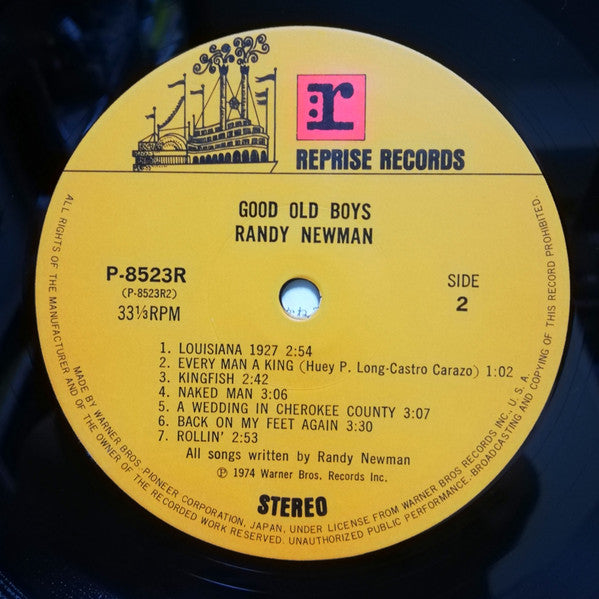 :r
REPRISE RECORDS
GOOD OLD BOYS
RANDY NEWMAN
P-8523R
(P-8523R2)
33⅓RPM
SIDE
2
1. LOUISIANA 1927 2:54
2. EVERY MAN A KING (Huey P. Long-Castro Carazo) 1:02
3. KINGFISH 2:42
4. NAKED MAN 3:06
5. A WEDDING IN CHEROKEE COUNTY 3:07
6. BACK ON MY FEET AGAIN 3:30
7. ROLLIN' 2:53
All songs written by Randy Newman
℗ 1974 Warner Bros. Records Inc.
STEREO
ALL RIGHTS OF THE MANUFACTURER AND OF THE OWNER OF THE RECORDED WORK RESERVED. UNAUTHORIZED PUBLIC PERFORMANCE, BROADCASTING AND COPYING OF THIS RECORD PROHIBITED.
MADE BY WARNER BROS. PIONEER CORPORATION, JAPAN, UNDER LICENSE FROM WARNER BROS RECORDS INC., U.S.A.